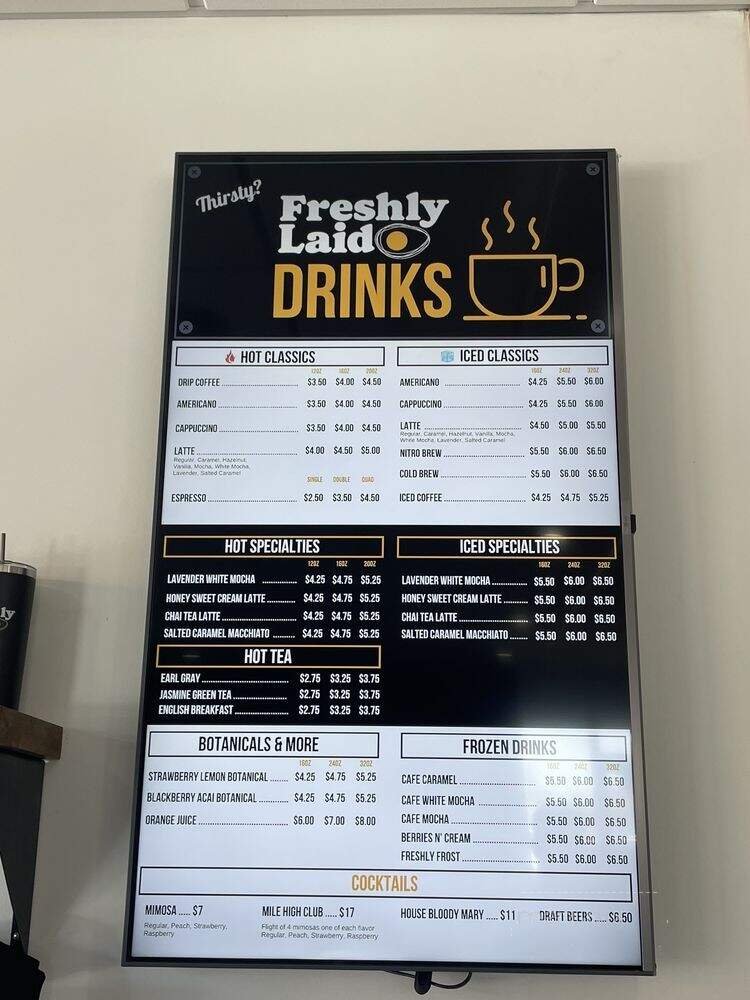 Thirsty?
Freshly
Laid
DRINKS
HOT CLASSICS
12OZ 16OZ 20OZ
DRIP COFFEE $3.50 $4.00 $4.50
AMERICANO $3.50 $4.00 $4.50
CAPPUCCINO $3.50 $4.00 $4.50
LATTE $4.00 $4.50 $5.00
Regular, Caramel, Hazelnut,
Vanilla, Mocha, White Mocha,
Lavender, Salted Caramel
SINGLE DOUBLE QUAD
ESPRESSO $2.50 $3.50 $4.50
ICED CLASSICS
16OZ 24OZ 32OZ
AMERICANO $4.25 $5.50 $6.00
CAPPUCCINO $4.25 $5.50 $6.00
LATTE $4.50 $5.00 $5.50
Regular, Caramel, Hazelnut, Vanilla, Mocha,
White Mocha, Lavender, Salted Caramel
NITRO BREW $5.50 $6.00 $6.50
COLD BREW $5.50 $6.00 $6.50
ICED COFFEE $4.25 $4.75 $5.25
HOT SPECIALTIES
12OZ 16OZ 20OZ
LAVENDER WHITE MOCHA $4.25 $4.75 $5.25
HONEY SWEET CREAM LATTE $4.25 $4.75 $5.25
CHAI TEA LATTE $4.25 $4.75 $5.25
SALTED CARAMEL MACCHIATO $4.25 $4.75 $5.25
ICED SPECIALTIES
16OZ 24OZ 32OZ
LAVENDER WHITE MOCHA $5.50 $6.00 $6.50
HONEY SWEET CREAM LATTE $5.50 $6.00 $6.50
CHAI TEA LATTE $5.50 $6.00 $6.50
SALTED CARAMEL MACCHIATO $5.50 $6.00 $6.50
HOT TEA
EARL GRAY $2.75 $3.25 $3.75
JASMINE GREEN TEA $2.75 $3.25 $3.75
ENGLISH BREAKFAST $2.75 $3.25 $3.75
BOTANICALS & MORE
16OZ 24OZ 32OZ
STRAWBERRY LEMON BOTANICAL $4.25 $4.75 $5.25
BLACKBERRY ACAI BOTANICAL $4.25 $4.75 $5.25
ORANGE JUICE $6.00 $7.00 $8.00
FROZEN DRINKS
16OZ 24OZ 32OZ
CAFE CARAMEL $5.50 $6.00 $6.50
CAFE WHITE MOCHA $5.50 $6.00 $6.50
CAFE MOCHA $5.50 $6.00 $6.50
BERRIES N' CREAM $5.50 $6.00 $6.50
FRESHLY FROST $5.50 $6.00 $6.50
COCKTAILS
MIMOSA ..... $7
Regular, Peach, Strawberry,
Raspberry
MILE HIGH CLUB ..... $17
Flight of 4 mimosas one of each flavor
Regular, Peach, Strawberry, Raspberry
HOUSE BLOODY MARY ..... $11
DRAFT BEERS ..... $6.50
ly